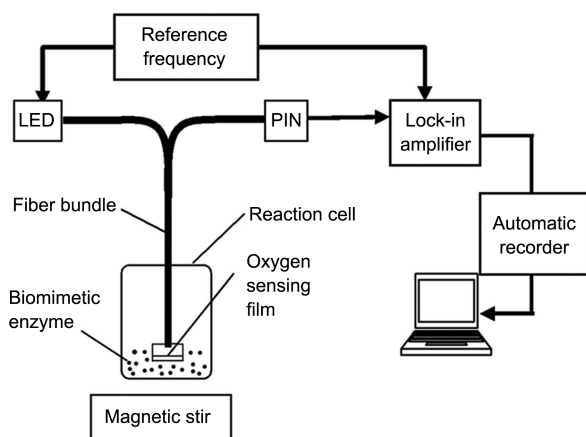 Reference
frequency
LED
PIN
Lock-in
amplifier
Fiber bundle
Reaction cell
Automatic
recorder
Oxygen
sensing
film
Biomimetic
enzyme
Magnetic stir